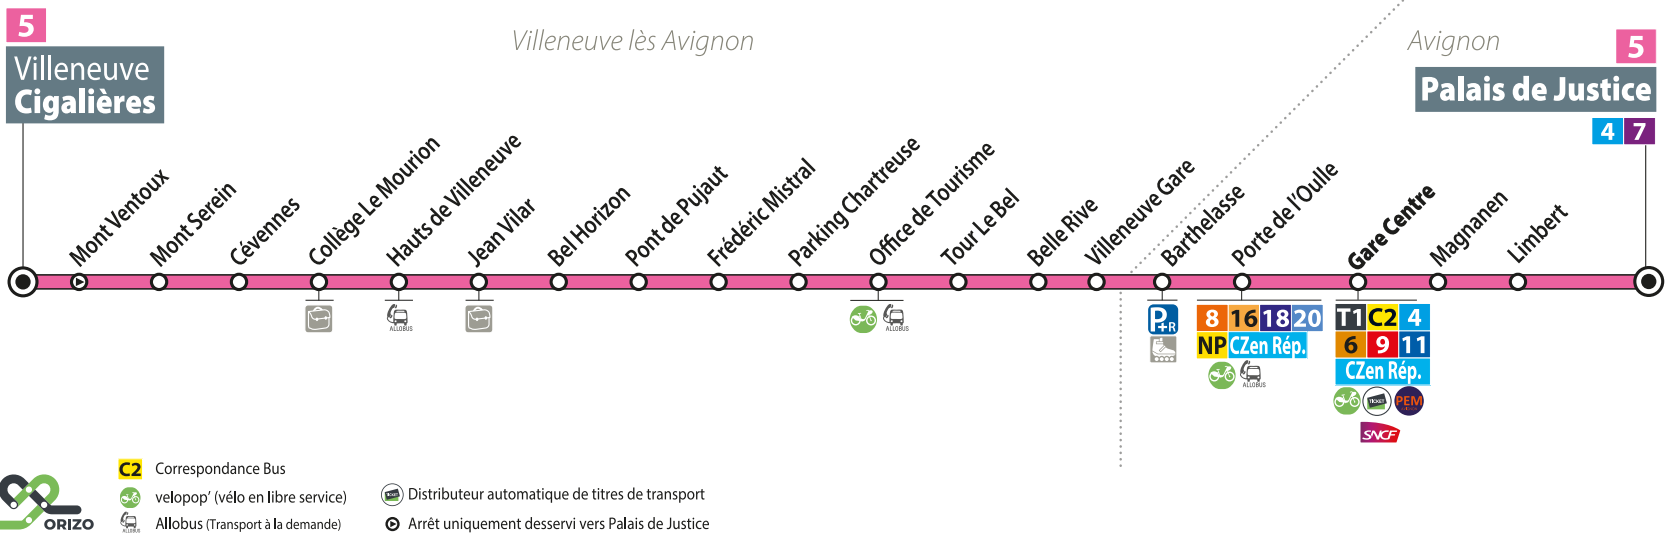 5
Villeneuve
Cigalières
Villeneuve lès Avignon
Avignon
5
Palais de Justice
4 7
Mont Ventoux
Mont Serein
Cévennes
Collège Le Mourion
Hauts de Villeneuve
Jean Vilar
Bel Horizon
Pont de Pujaut
Frédéric Mistral
Parking Chartreuse
Office de Tourisme
Tour Le Bel
Belle Rive
Villeneuve Gare
Barthelasse
Porte de l'Oulle
Gare Centre
Magnanen
Limbert
ALLOBUS
ALLOBUS
P+R
8 16 18 20
NP CZen Rép.
ALLOBUS
T1 C2 4
6 9 11
CZen Rép.
TICKET PEM
SNCF
ORIZO
C2 Correspondance Bus
velopop' (vélo en libre service)
ALLOBUS Allobus (Transport à la demande)
TICKET Distributeur automatique de titres de transport
Arrêt uniquement desservi vers Palais de Justice